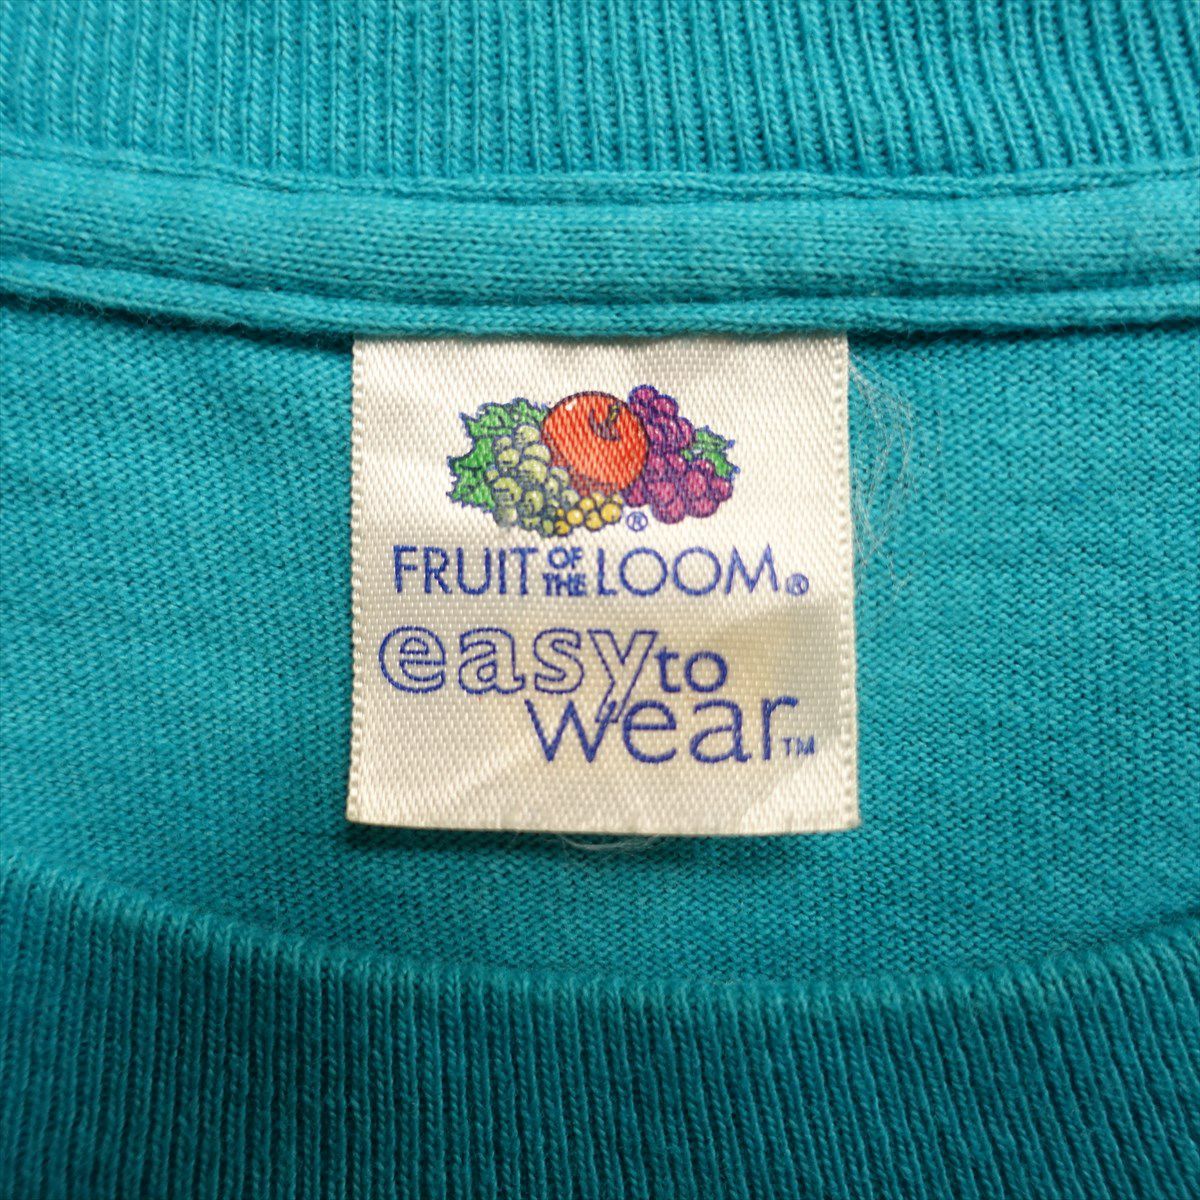 ®
FRUIT OF THE LOOM®
easy to
wear™